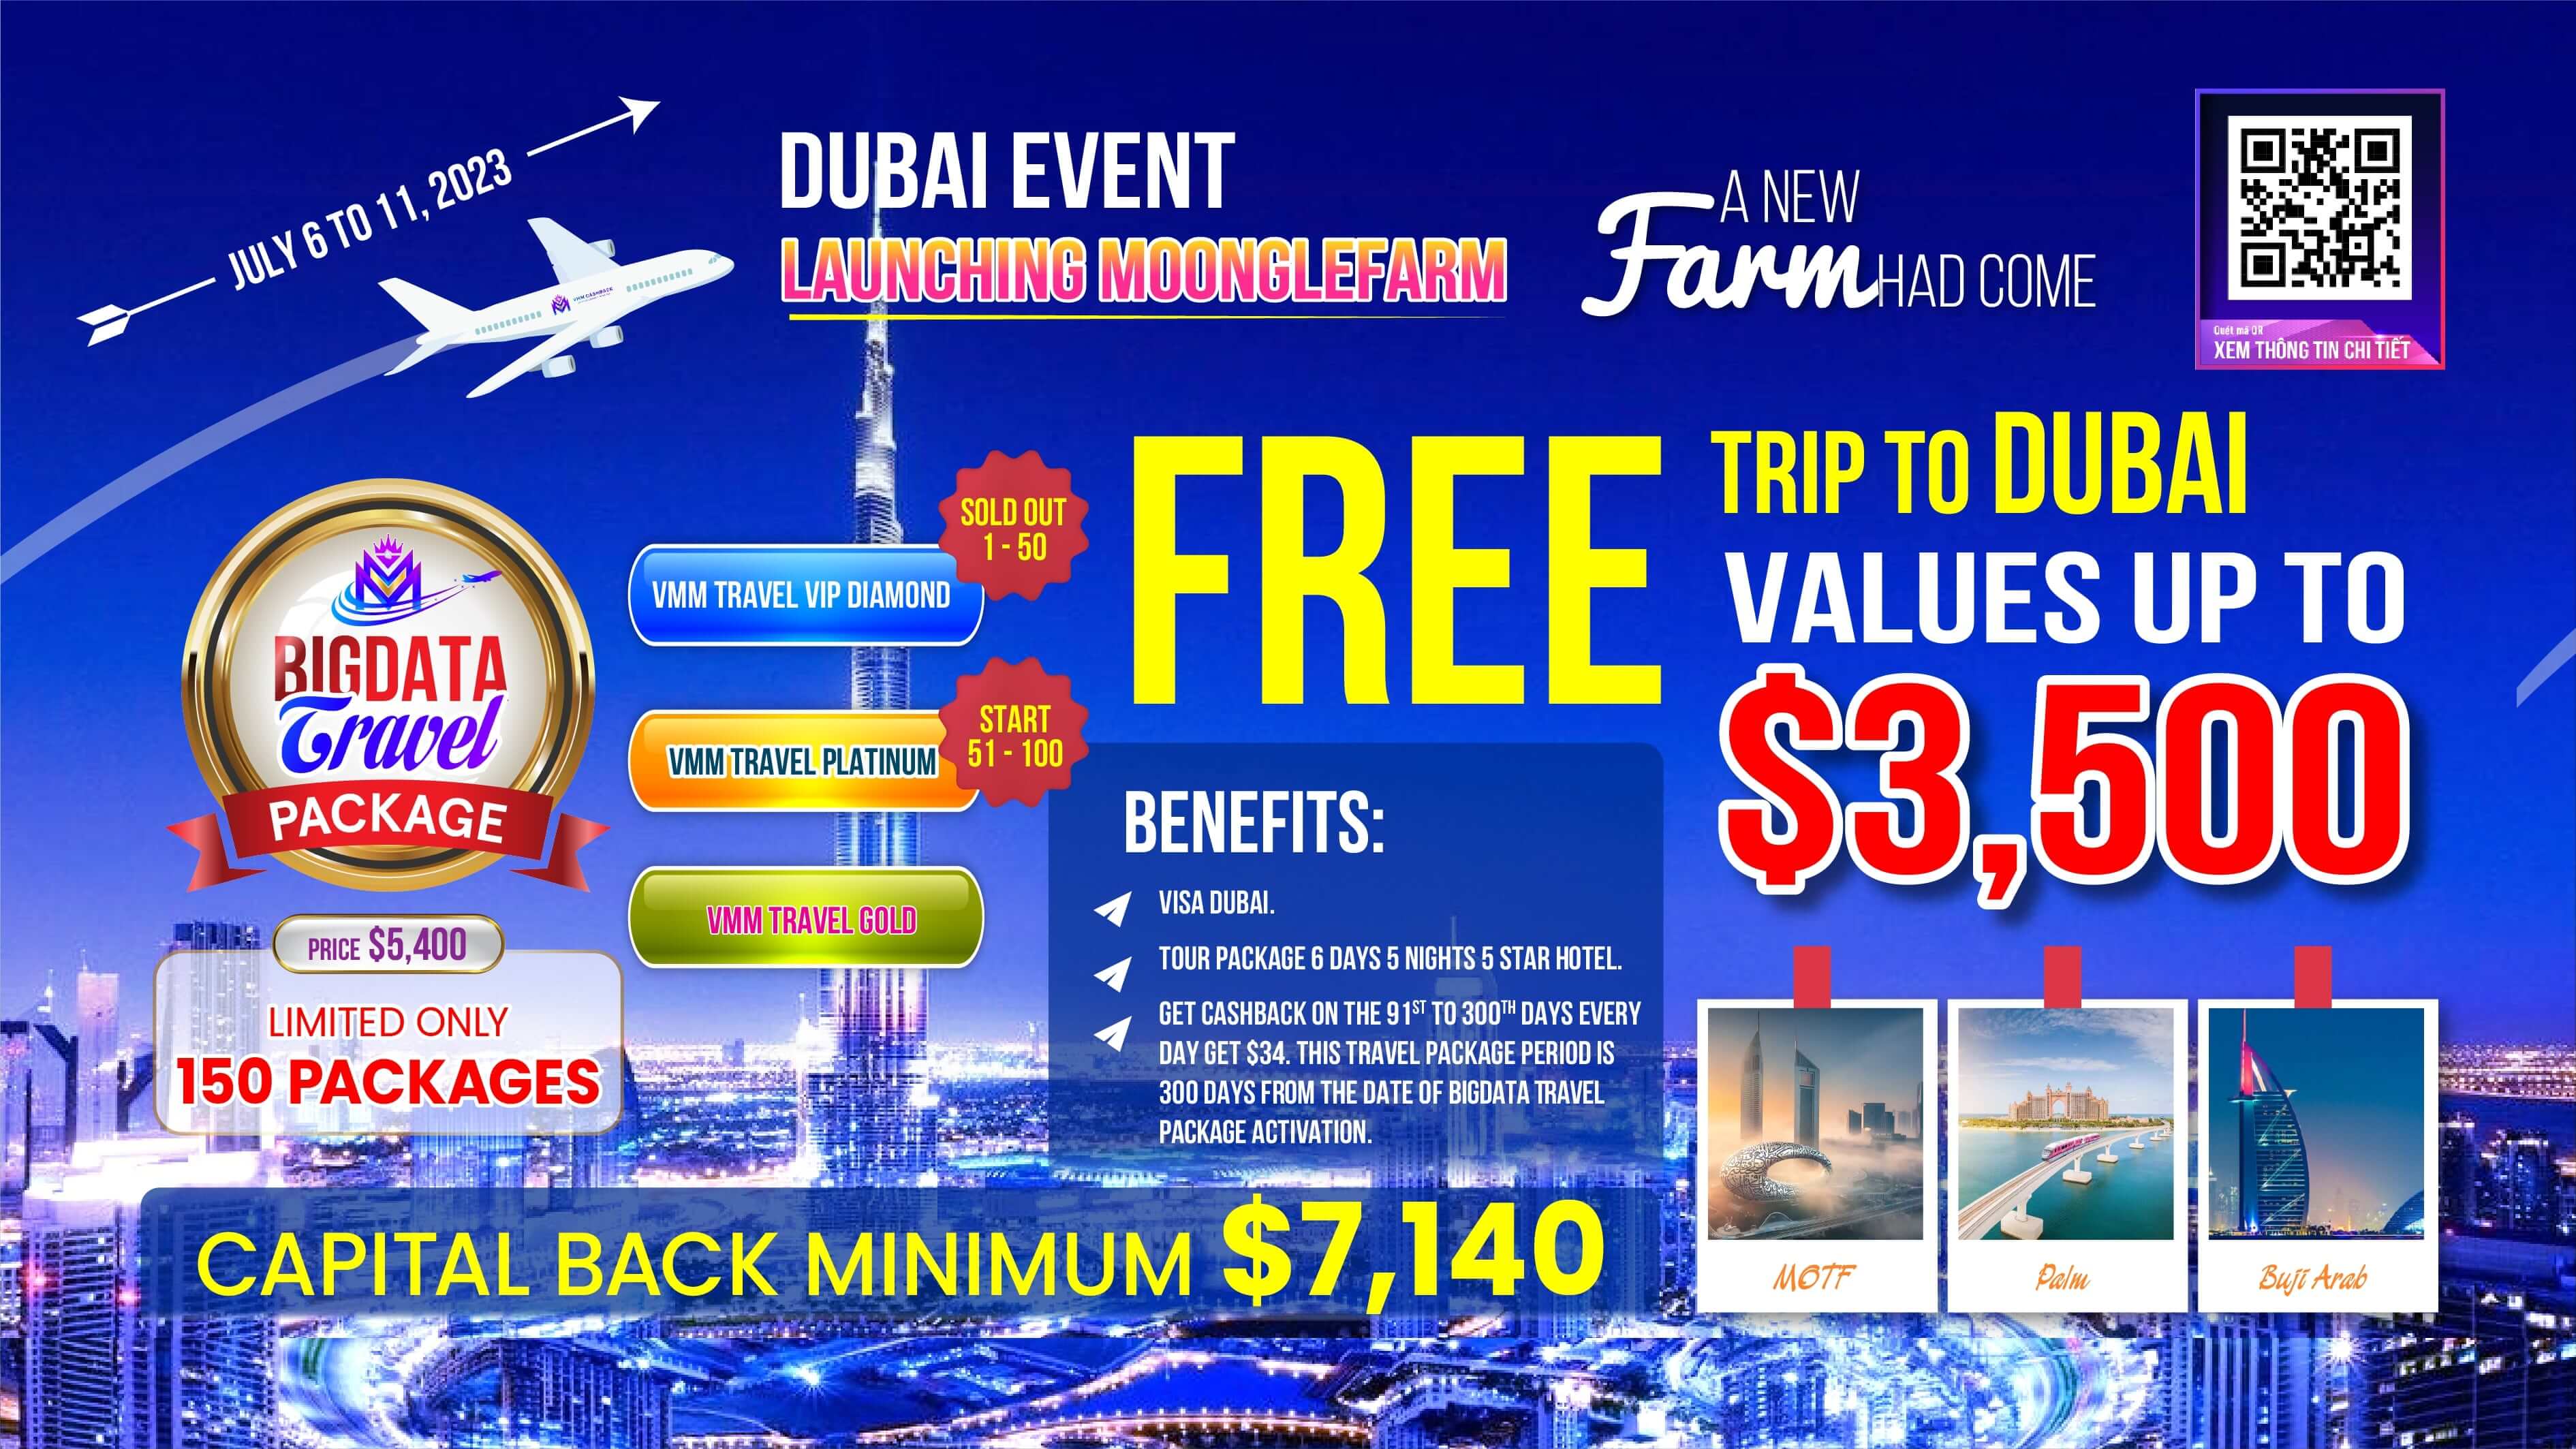 JULY 6 TO 11, 2023
DUBAI EVENT
LAUNCHING MOONGLEFARM
A NEW
Farm HAD COME
Quét mã QR
XEM THÔNG TIN CHI TIẾT
VMM CASHBACK
FREE
TRIP TO DUBAI
VALUES UP TO
$3,500
BIGDATA
Travel
PACKAGE
PRICE $5,400
LIMITED ONLY
150 PACKAGES
VMM TRAVEL VIP DIAMOND
SOLD OUT
1 - 50
VMM TRAVEL PLATINUM
START
51 - 100
VMM TRAVEL GOLD
BENEFITS:
VISA DUBAI.
TOUR PACKAGE 6 DAYS 5 NIGHTS 5 STAR HOTEL.
GET CASHBACK ON THE 91ST TO 300TH DAYS EVERY
DAY GET $34. THIS TRAVEL PACKAGE PERIOD IS
300 DAYS FROM THE DATE OF BIGDATA TRAVEL
PACKAGE ACTIVATION.
CAPITAL BACK MINIMUM $7,140
MOTF
Palm
Buji Arab